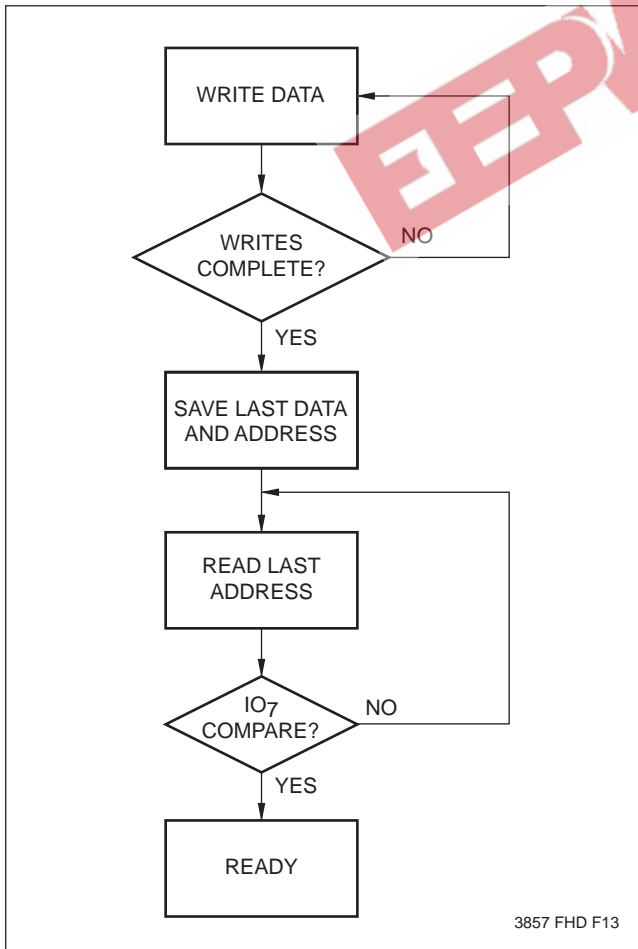 WRITE DATA
WRITES
COMPLETE?
NO
YES
SAVE LAST DATA
AND ADDRESS
READ LAST
ADDRESS
IO7
COMPARE?
NO
YES
READY
3857 FHD F13